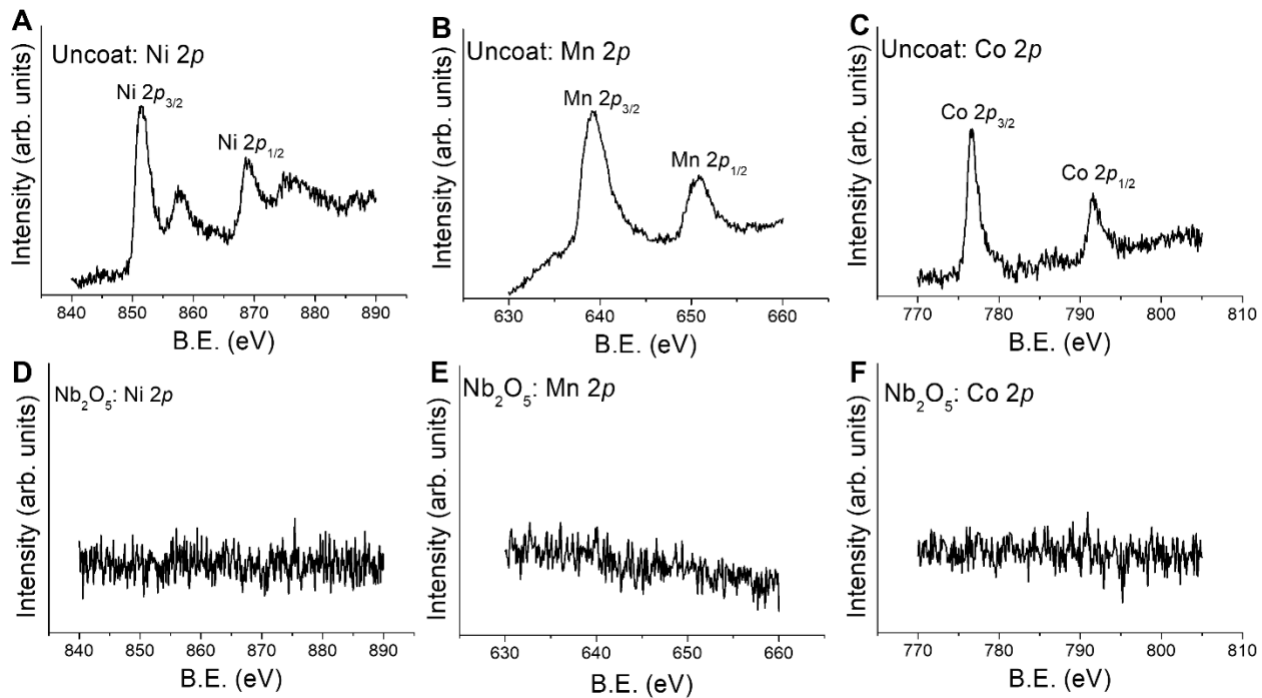 A
Uncoat: Ni 2p
Ni 2p3/2
Ni 2p1/2
Intensity (arb. units)
840 850 860 870 880 890
B.E. (eV)
B
Uncoat: Mn 2p
Mn 2p3/2
Mn 2p1/2
Intensity (arb. units)
630 640 650 660
B.E. (eV)
C
Uncoat: Co 2p
Co 2p3/2
Co 2p1/2
Intensity (arb. units)
770 780 790 800 810
B.E. (eV)
D
Nb2O5: Ni 2p
Intensity (arb. units)
840 850 860 870 880 890
B.E. (eV)
E
Nb2O5: Mn 2p
Intensity (arb. units)
630 640 650 660
B.E. (eV)
F
Nb2O5: Co 2p
Intensity (arb. units)
770 780 790 800 810
B.E. (eV)